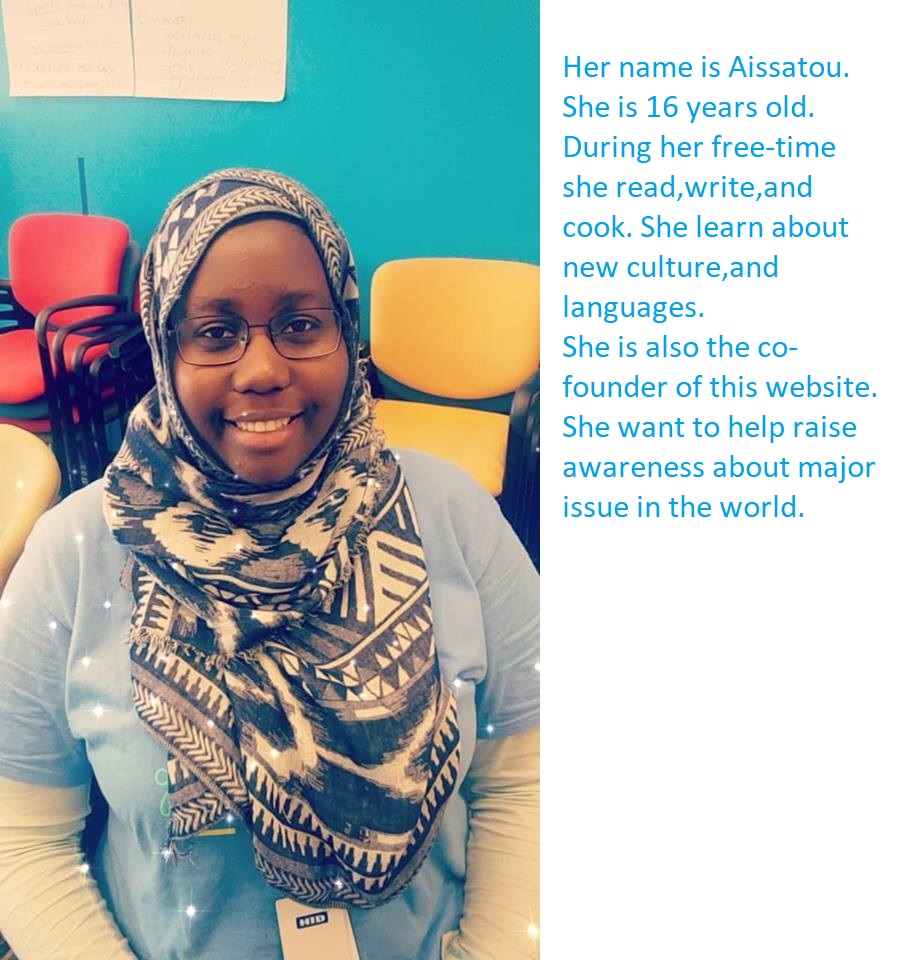 Her name is Aissatou.
She is 16 years old.
During her free-time
she read,write,and
cook. She learn about
new culture,and
languages.
She is also the co-
founder of this website.
She want to help raise
awareness about major
issue in the world.
HID